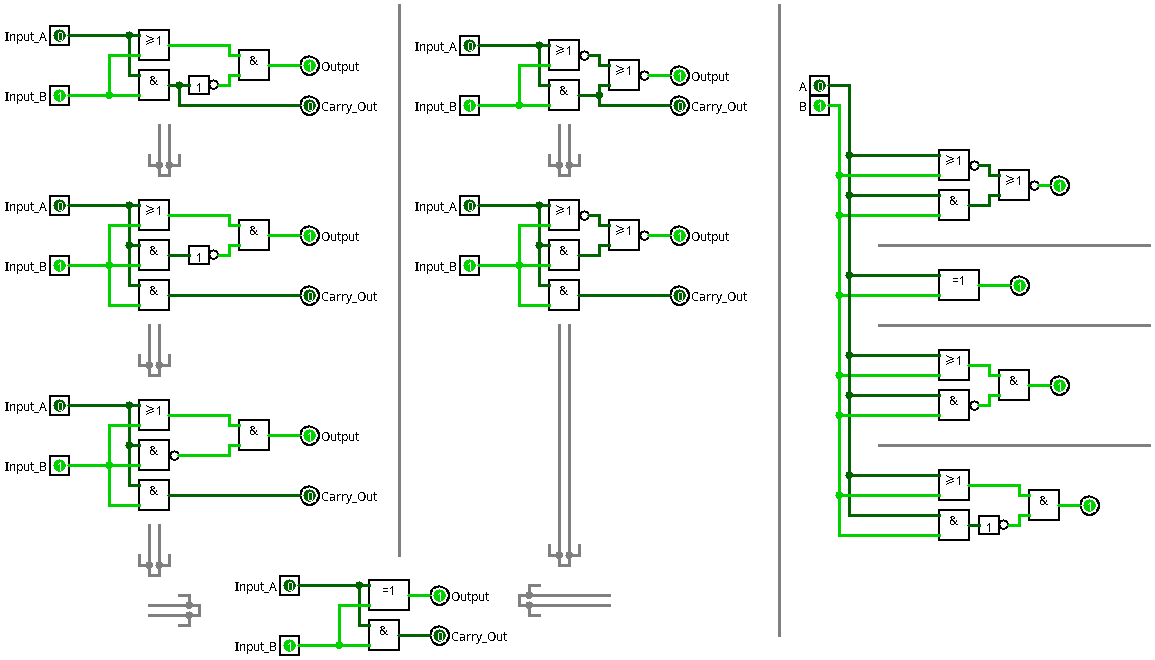 Input_A 0 ≥1 & 1 Output
Input_B 1 & 1 0 Carry_Out
Input_A 0 ≥1 & 1 Output
Input_B 1 & 1
& 0 Carry_Out
Input_A 0 ≥1 & 1 Output
Input_B 1 &
& 0 Carry_Out
Input_A 0 ≥1 ≥1 1 Output
Input_B 1 & 0 Carry_Out
Input_A 0 ≥1 ≥1 1 Output
Input_B 1 &
& 0 Carry_Out
Input_A 0 =1 1 Output
Input_B 1 & 0 Carry_Out
A 0
B 1
≥1 ≥1 1
&
=1 1
≥1 & 1
&
≥1 & 1
& 1